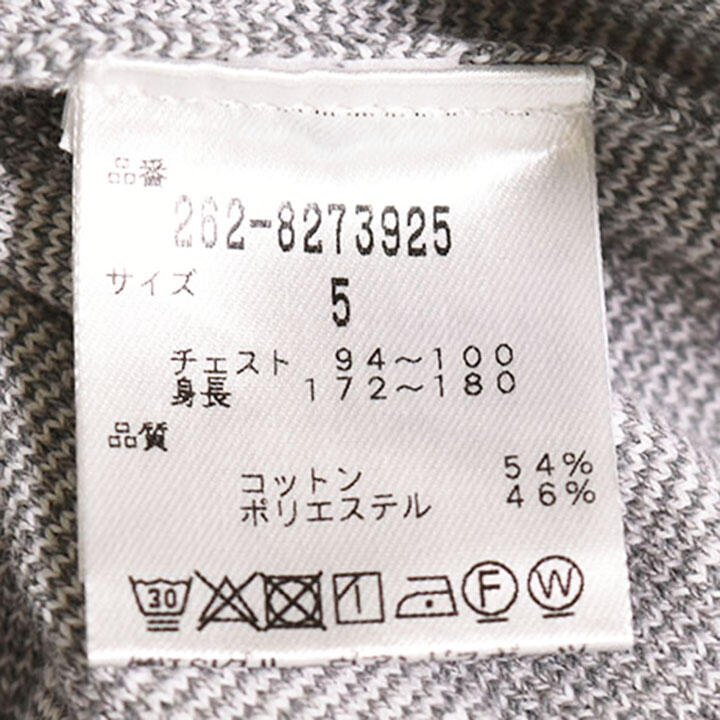 品番
262-8273925
サイズ
5
チェスト 94～100
身長 172～180
品質
コットン 54%
ポリエステル 46%
30 F W